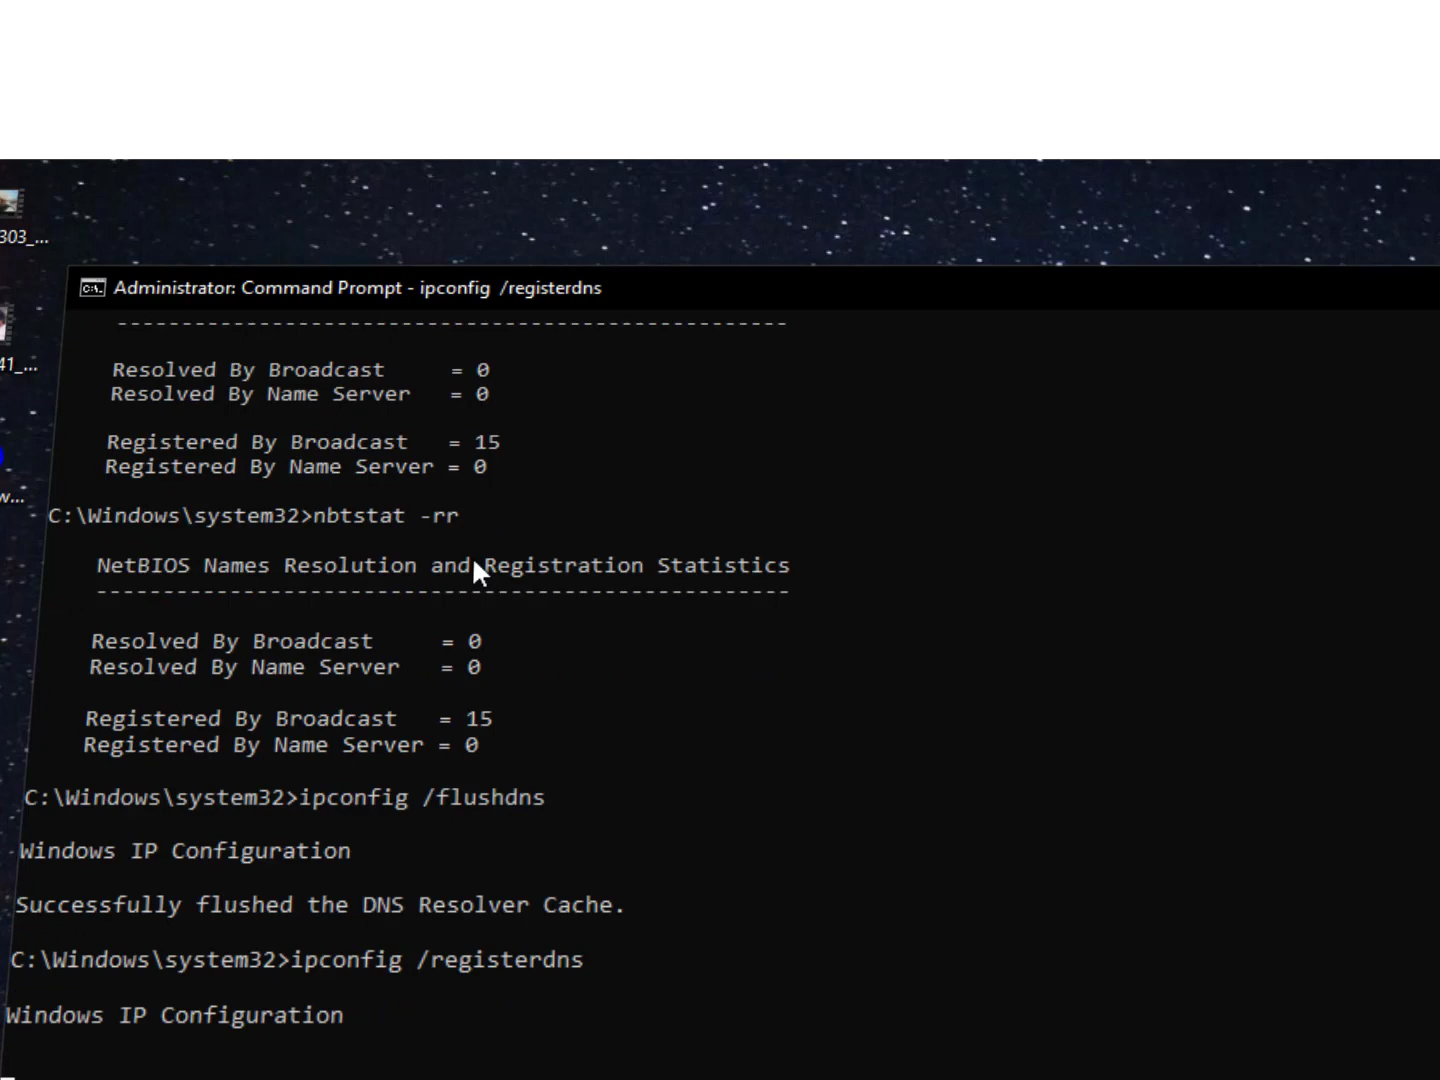 303_...
41_...
w...
Administrator: Command Prompt - ipconfig /registerdns
---------------------------------------------------
Resolved By Broadcast = 0
Resolved By Name Server = 0
Registered By Broadcast = 15
Registered By Name Server = 0
C:\Windows\system32>nbtstat -rr
NetBIOS Names Resolution and Registration Statistics
----------------------------------------------------
Resolved By Broadcast = 0
Resolved By Name Server = 0
Registered By Broadcast = 15
Registered By Name Server = 0
C:\Windows\system32>ipconfig /flushdns
Windows IP Configuration
Successfully flushed the DNS Resolver Cache.
C:\Windows\system32>ipconfig /registerdns
Windows IP Configuration